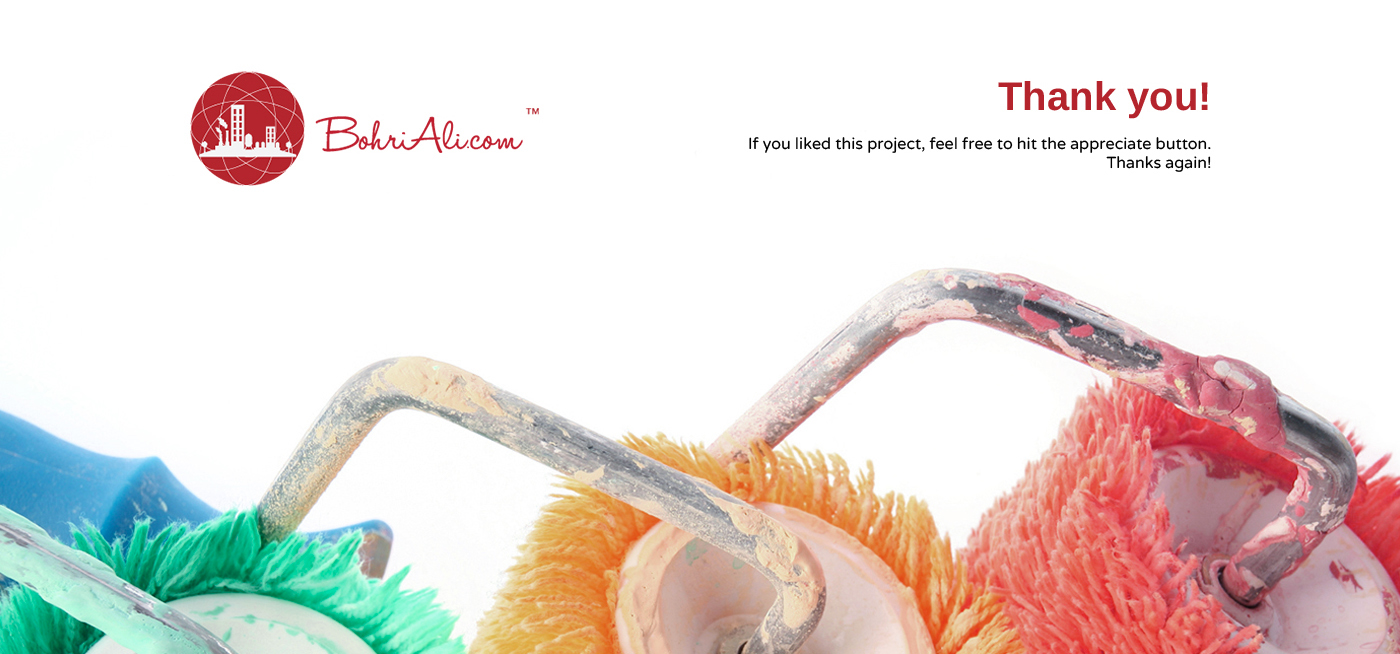 BohriAli.com™
Thank you!
If you liked this project, feel free to hit the appreciate button.
Thanks again!